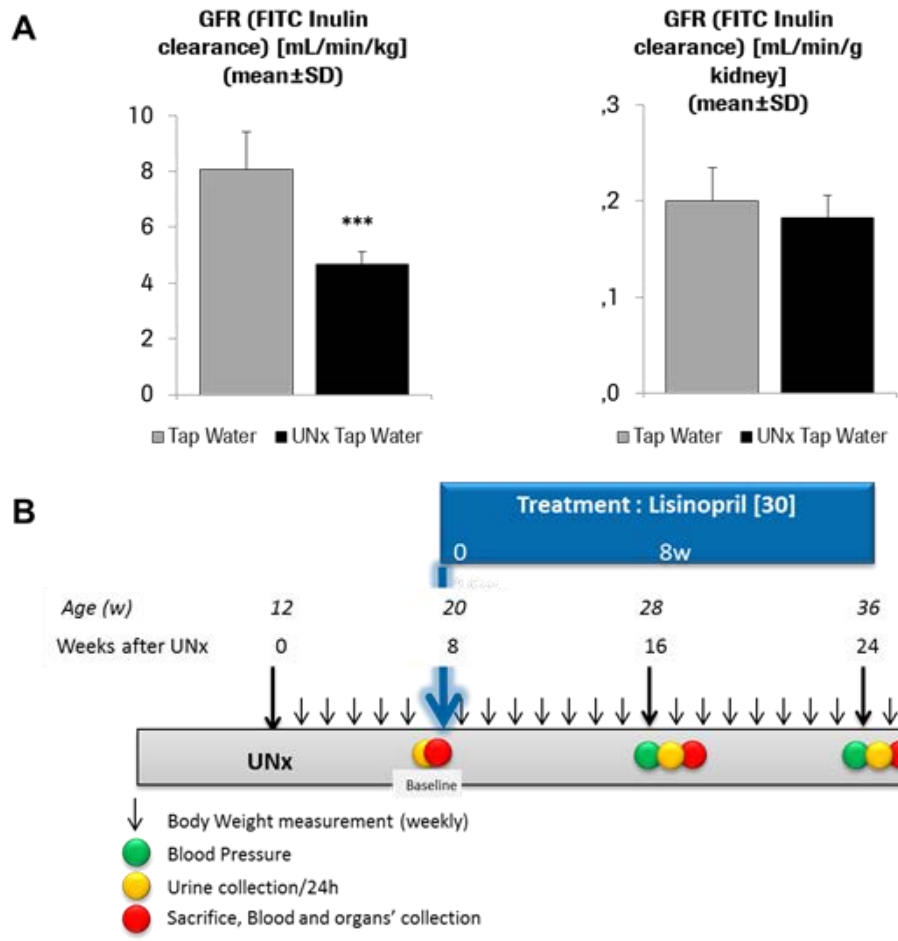 A
GFR (FITC Inulin
clearance) [mL/min/kg]
(mean±SD)
10
8
6
4
2
0
***
Tap Water UNx Tap Water
GFR (FITC Inulin
clearance) [mL/min/g
kidney]
(mean±SD)
,3
,2
,1
,0
Tap Water UNx Tap Water
B
Treatment : Lisinopril [30]
0 8w
Age (w) 12 20 28 36
Weeks after UNx 0 8 16 24
UNx
Baseline
Body Weight measurement (weekly)
Blood Pressure
Urine collection/24h
Sacrifice, Blood and organs' collection